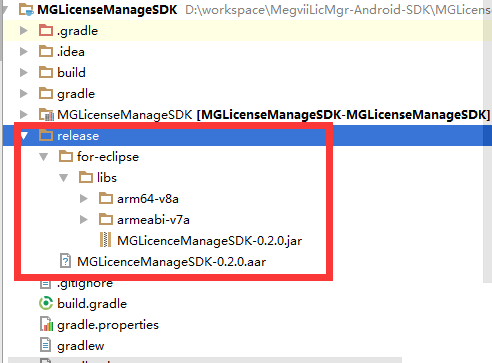 MGLicenseManageSDK D:\workspace\MegviiLicMgr-Android-SDK\MGLicens
.gradle
.idea
build
gradle
MGLicenseManageSDK [MGLicenseManageSDK-MGLicenseManageSDK]
release
for-eclipse
libs
arm64-v8a
armeabi-v7a
MGLicenceManageSDK-0.2.0.jar
MGLicenceManageSDK-0.2.0.aar
.gitignore
build.gradle
gradle.properties
gradlew